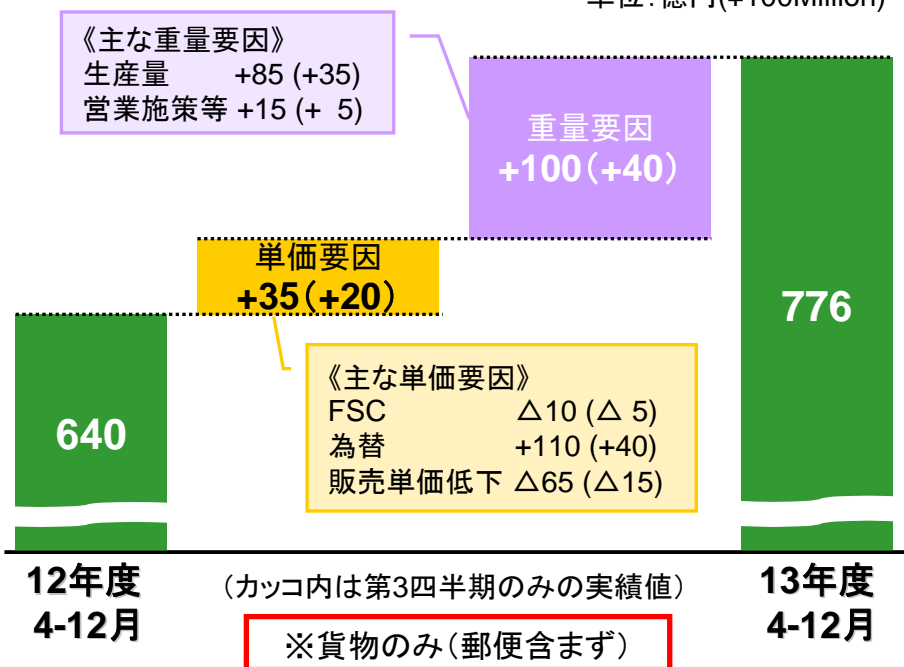 《主な重量要因》
生産量 +85 (+35)
営業施策等 +15 (+ 5)
重量要因
+100(+40)
単価要因
+35(+20)
776
640
《主な単価要因》
FSC △10 (△ 5)
為替 +110 (+40)
販売単価低下 △65 (△15)
12年度
4-12月
(カッコ内は第3四半期のみの実績値)
13年度
4-12月
※貨物のみ(郵便含まず)